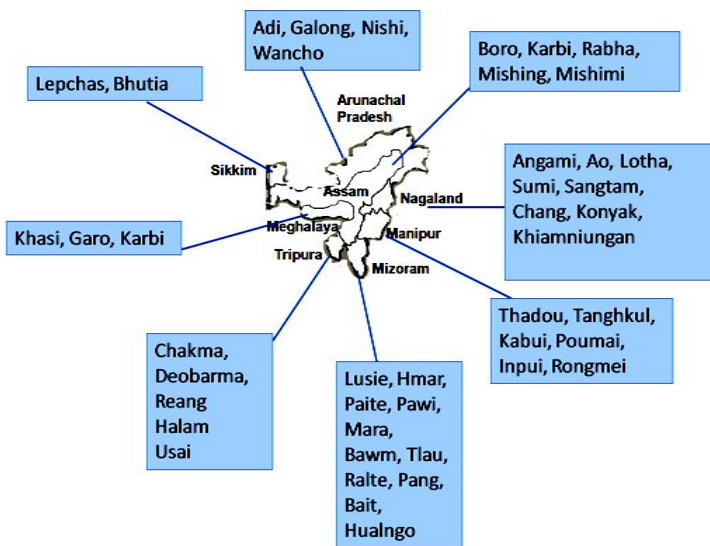 Adi, Galong, Nishi,
Wancho
Boro, Karbi, Rabha,
Mishing, Mishimi
Lepchas, Bhutia
Arunachal
Pradesh
Sikkim
Assam
Nagaland
Meghalaya
Manipur
Tripura
Mizoram
Angami, Ao, Lotha,
Sumi, Sangtam,
Chang, Konyak,
Khiamniungan
Khasi, Garo, Karbi
Thadou, Tanghkul,
Kabui, Poumai,
Inpui, Rongmei
Chakma,
Deobarma,
Reang
Halam
Usai
Lusie, Hmar,
Paite, Pawi,
Mara,
Bawm, Tlau,
Ralte, Pang,
Bait,
Hualngo